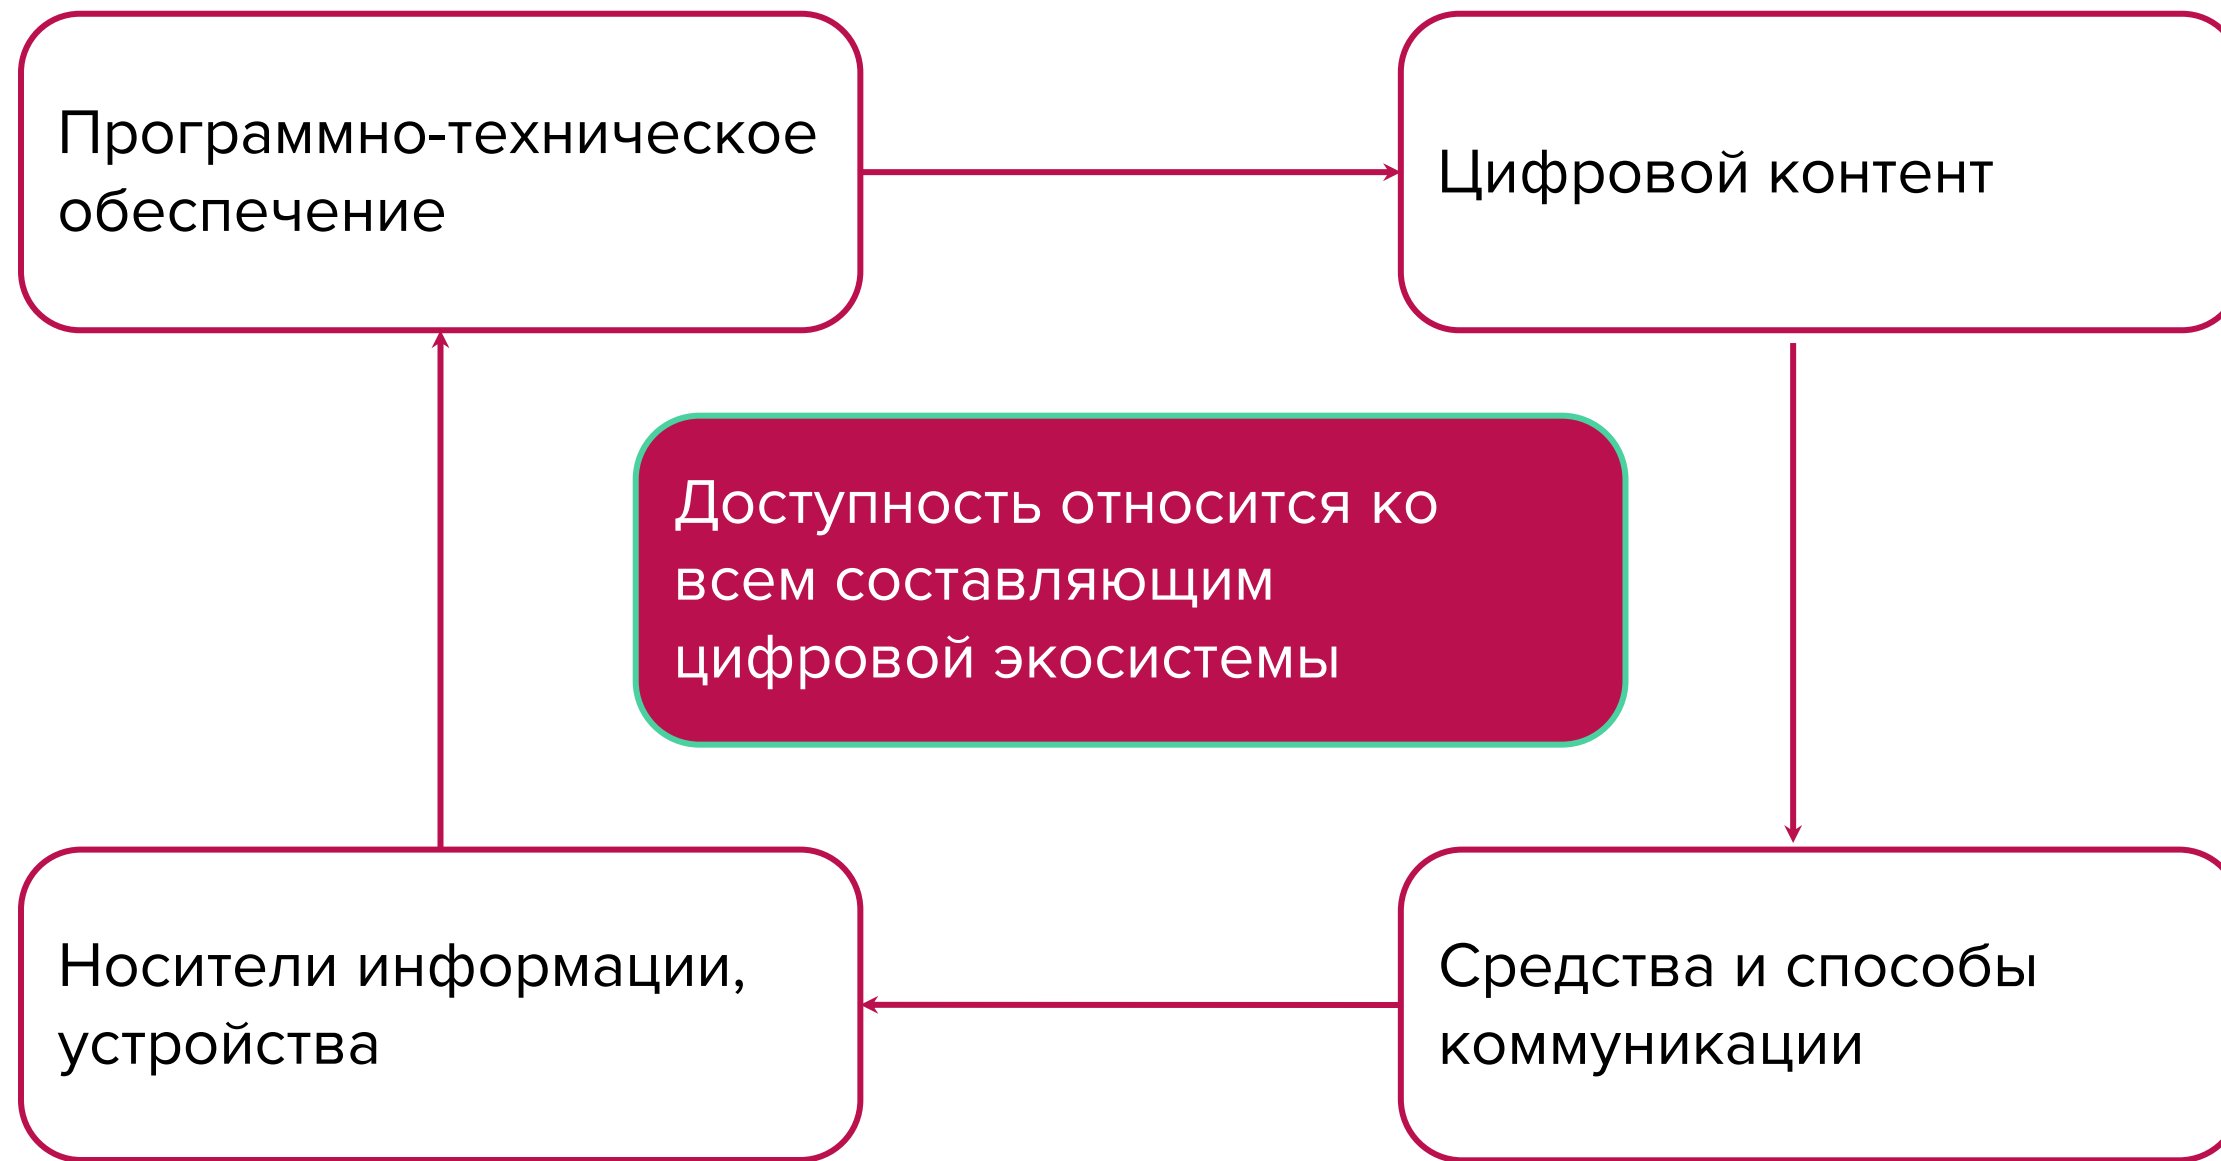 Программно-техническое
обеспечение
Цифровой контент
Доступность относится ко
всем составляющим
цифровой экосистемы
Носители информации,
устройства
Средства и способы
коммуникации